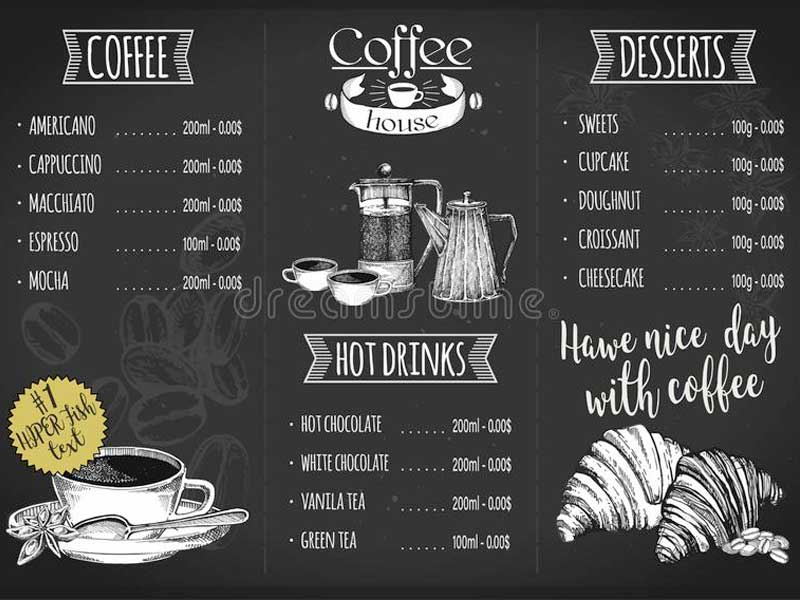 COFFEE
· AMERICANO ......... 200ml - 0.00$
· CAPPUCCINO ........ 200ml - 0.00$
· MACCHIATO ........ 200ml - 0.00$
· ESPRESSO ......... 100ml - 0.00$
· MOCHA ......... 200ml - 0.00$
#1
HYPER fish
text
Coffee
house
HOT DRINKS
· HOT CHOCOLATE ...... 200ml - 0.00$
· WHITE CHOCOLATE ...... 200ml - 0.00$
· VANILA TEA ...... 200ml - 0.00$
· GREEN TEA ...... 100ml - 0.00$
DESSERTS
· SWEETS ......... 100g - 0.00$
· CUPCAKE ......... 100g - 0.00$
· DOUGHNUT ......... 100g - 0.00$
· CROISSANT ......... 100g - 0.00$
· CHEESECAKE ......... 100g - 0.00$
Hawe nice day
with coffee
dreamstime.